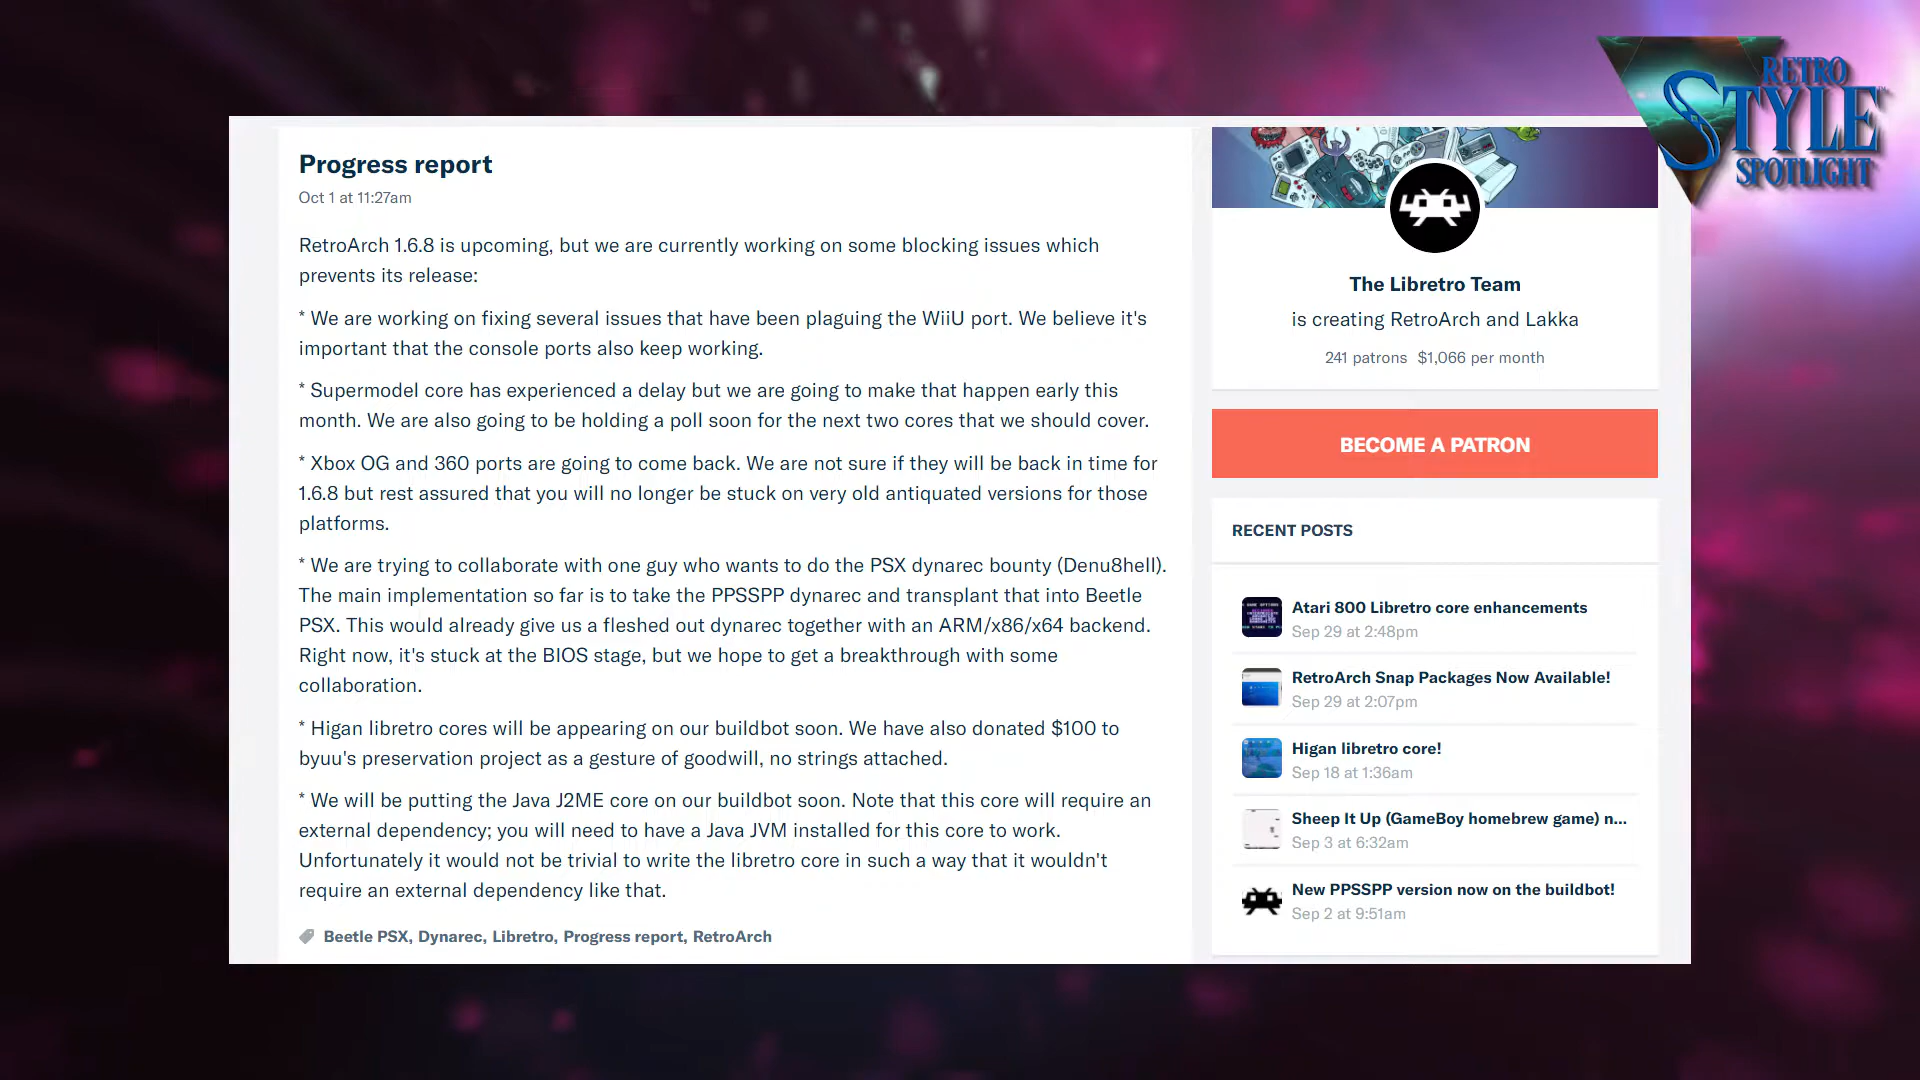 RETRO
STYLE
SPOTLIGHT
Progress report
Oct 1 at 11:27am
RetroArch 1.6.8 is upcoming, but we are currently working on some blocking issues which
prevents its release:
* We are working on fixing several issues that have been plaguing the WiiU port. We believe it's
important that the console ports also keep working.
* Supermodel core has experienced a delay but we are going to make that happen early this
month. We are also going to be holding a poll soon for the next two cores that we should cover.
* Xbox OG and 360 ports are going to come back. We are not sure if they will be back in time for
1.6.8 but rest assured that you will no longer be stuck on very old antiquated versions for those
platforms.
* We are trying to collaborate with one guy who wants to do the PSX dynarec bounty (Denu8hell).
The main implementation so far is to take the PPSSPP dynarec and transplant that into Beetle
PSX. This would already give us a fleshed out dynarec together with an ARM/x86/x64 backend.
Right now, it's stuck at the BIOS stage, but we hope to get a breakthrough with some
collaboration.
* Higan libretro cores will be appearing on our buildbot soon. We have also donated $100 to
byuu's preservation project as a gesture of goodwill, no strings attached.
* We will be putting the Java J2ME core on our buildbot soon. Note that this core will require an
external dependency; you will need to have a Java JVM installed for this core to work.
Unfortunately it would not be trivial to write the libretro core in such a way that it wouldn't
require an external dependency like that.
Beetle PSX, Dynarec, Libretro, Progress report, RetroArch
The Libretro Team
is creating RetroArch and Lakka
241 patrons $1,066 per month
BECOME A PATRON
RECENT POSTS
Atari 800 Libretro core enhancements
Sep 29 at 2:48pm
RetroArch Snap Packages Now Available!
Sep 29 at 2:07pm
Higan libretro core!
Sep 18 at 1:36am
Sheep It Up (GameBoy homebrew game) n...
Sep 3 at 6:32am
New PPSSPP version now on the buildbot!
Sep 2 at 9:51am